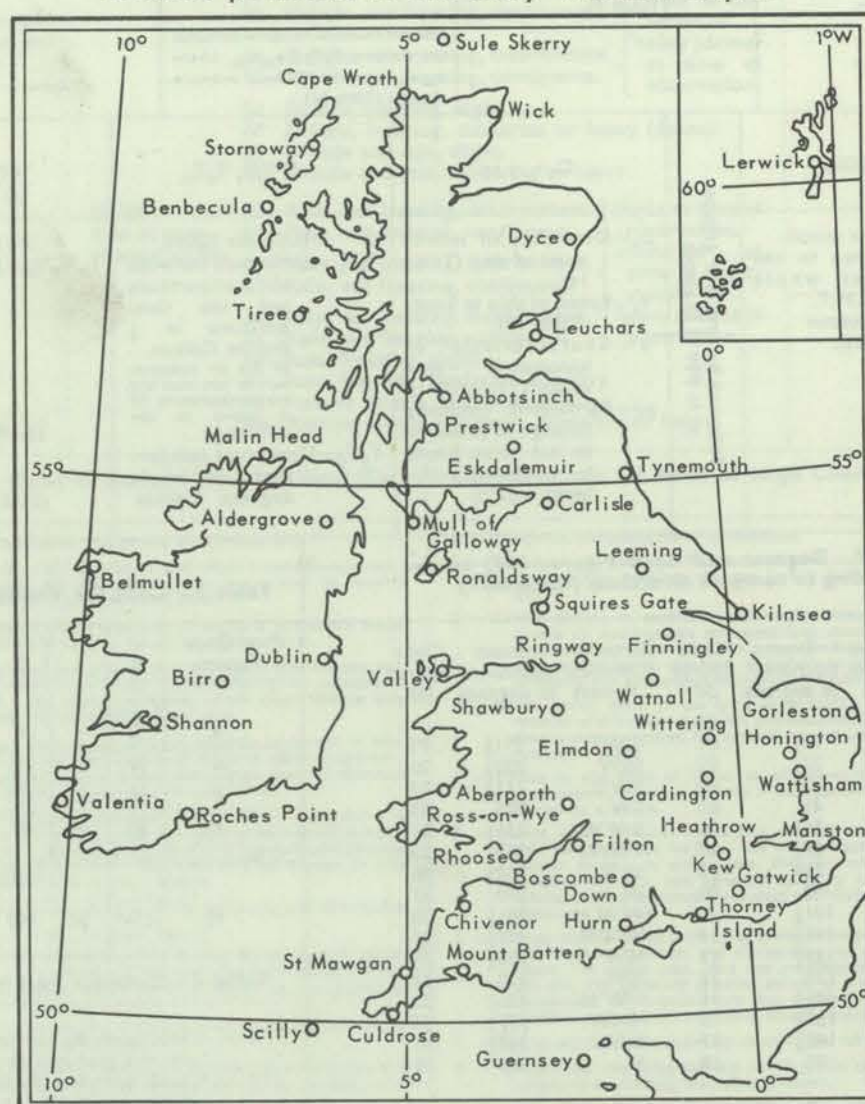 10° 5° Sule Skerry 1°W
Cape Wrath
Wick
Stornoway
Lerwick
60°
Benbecula
Dyce
Tiree
Leuchars
0°
Abbotsinch
Prestwick
Malin Head
Eskdalemuir
Tynemouth
55° 55°
Carlisle
Aldergrove
Mull of
Galloway
Leeming
Belmullet
Ronaldsway
Squires Gate
Kilnsea
Ringway
Finningley
Dublin
Valley
Birr
Watnall
Shawbury
Gorleston
Shannon
Wittering
Honington
Elmdon
Wattisham
Valentia
Aberporth
Cardington
Roches Point
Ross-on-Wye
Heathrow
Manston
Filton
Rhoose
Kew
Boscombe
Down
Gatwick
Chivenor
Hurn
Thorney
Island
St Mawgan
Mount Batten
50° 50°
Scilly
Culdrose
Guernsey
10° 5° 0°